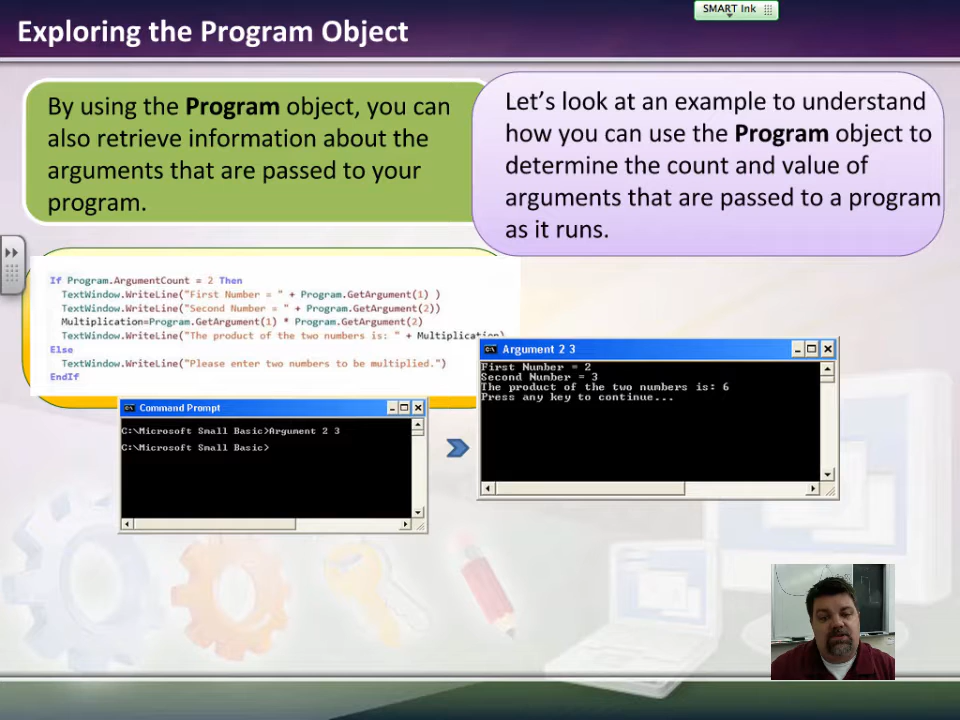 SMART Ink
Exploring the Program Object
By using the Program object, you can
also retrieve information about the
arguments that are passed to your
program.
Let's look at an example to understand
how you can use the Program object to
determine the count and value of
arguments that are passed to a program
as it runs.
If Program.ArgumentCount = 2 Then
TextWindow.WriteLine("First Number = " + Program.GetArgument(1) )
TextWindow.WriteLine("Second Number = " + Program.GetArgument(2))
Multiplication=Program.GetArgument(1) * Program.GetArgument(2)
TextWindow.WriteLine("The product of the two numbers is: " + Multiplication)
Else
TextWindow.WriteLine("Please enter two numbers to be multiplied.")
EndIf
Command Prompt
C:\Microsoft Small Basic>Argument 2 3
C:\Microsoft Small Basic>
Argument 2 3
First Number = 2
Second Number = 3
The product of the two numbers is: 6
Press any key to continue...